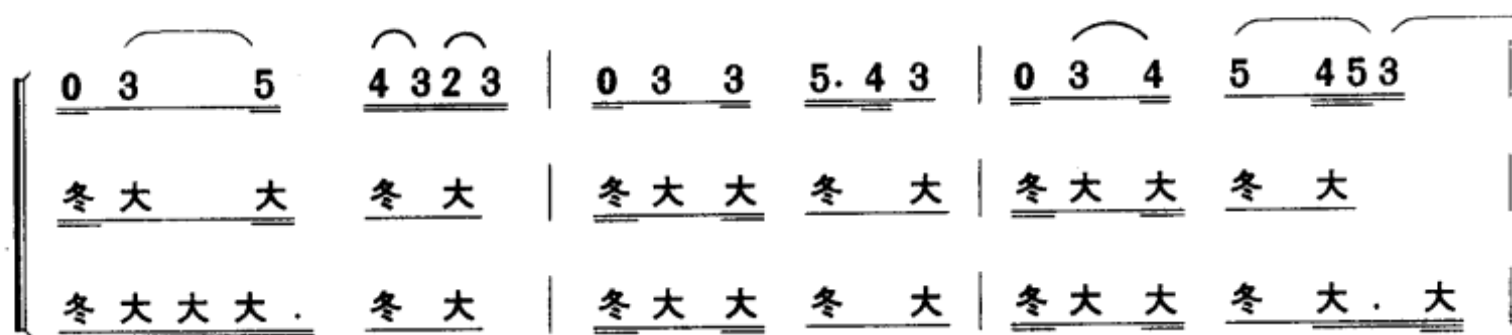 0 3 5 4 3 2 3 | 0 3 3 5. 4 3 | 0 3 4 5 4 5 3 |
冬 大 大 冬 大 | 冬 大 大 冬 大 | 冬 大 大 冬 大 |
冬 大 大 大 . 冬 大 | 冬 大 大 冬 大 | 冬 大 大 冬 大 . 大 |